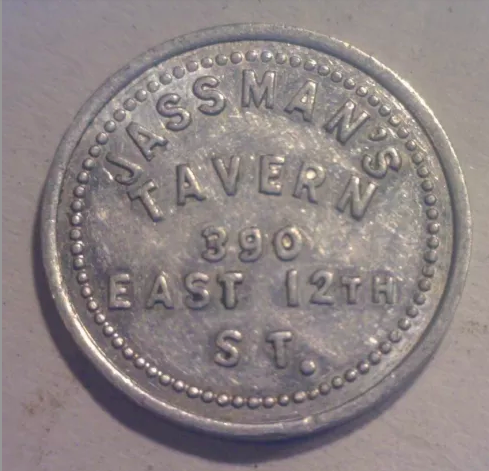 JASSMAN'S
TAVERN
390
EAST 12TH
ST.